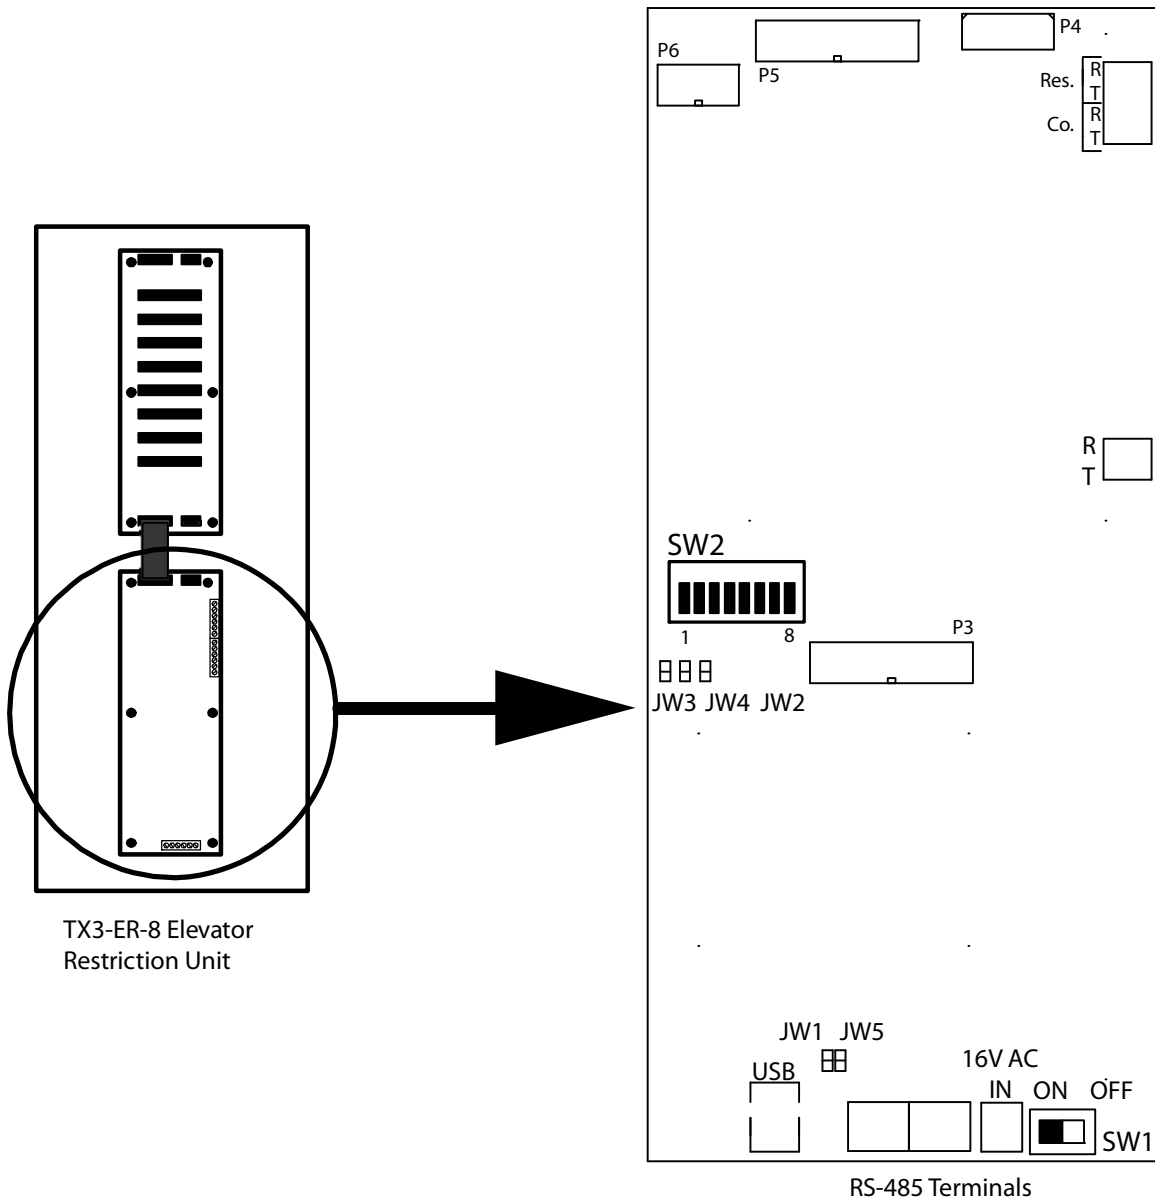 P4
P6
P5
Res.
R
T
Co.
R
T
R
T
SW2
1 8
P3
JW3 JW4 JW2
TX3-ER-8 Elevator
Restriction Unit
JW1 JW5
16V AC
USB
IN ON OFF
SW1
RS-485 Terminals